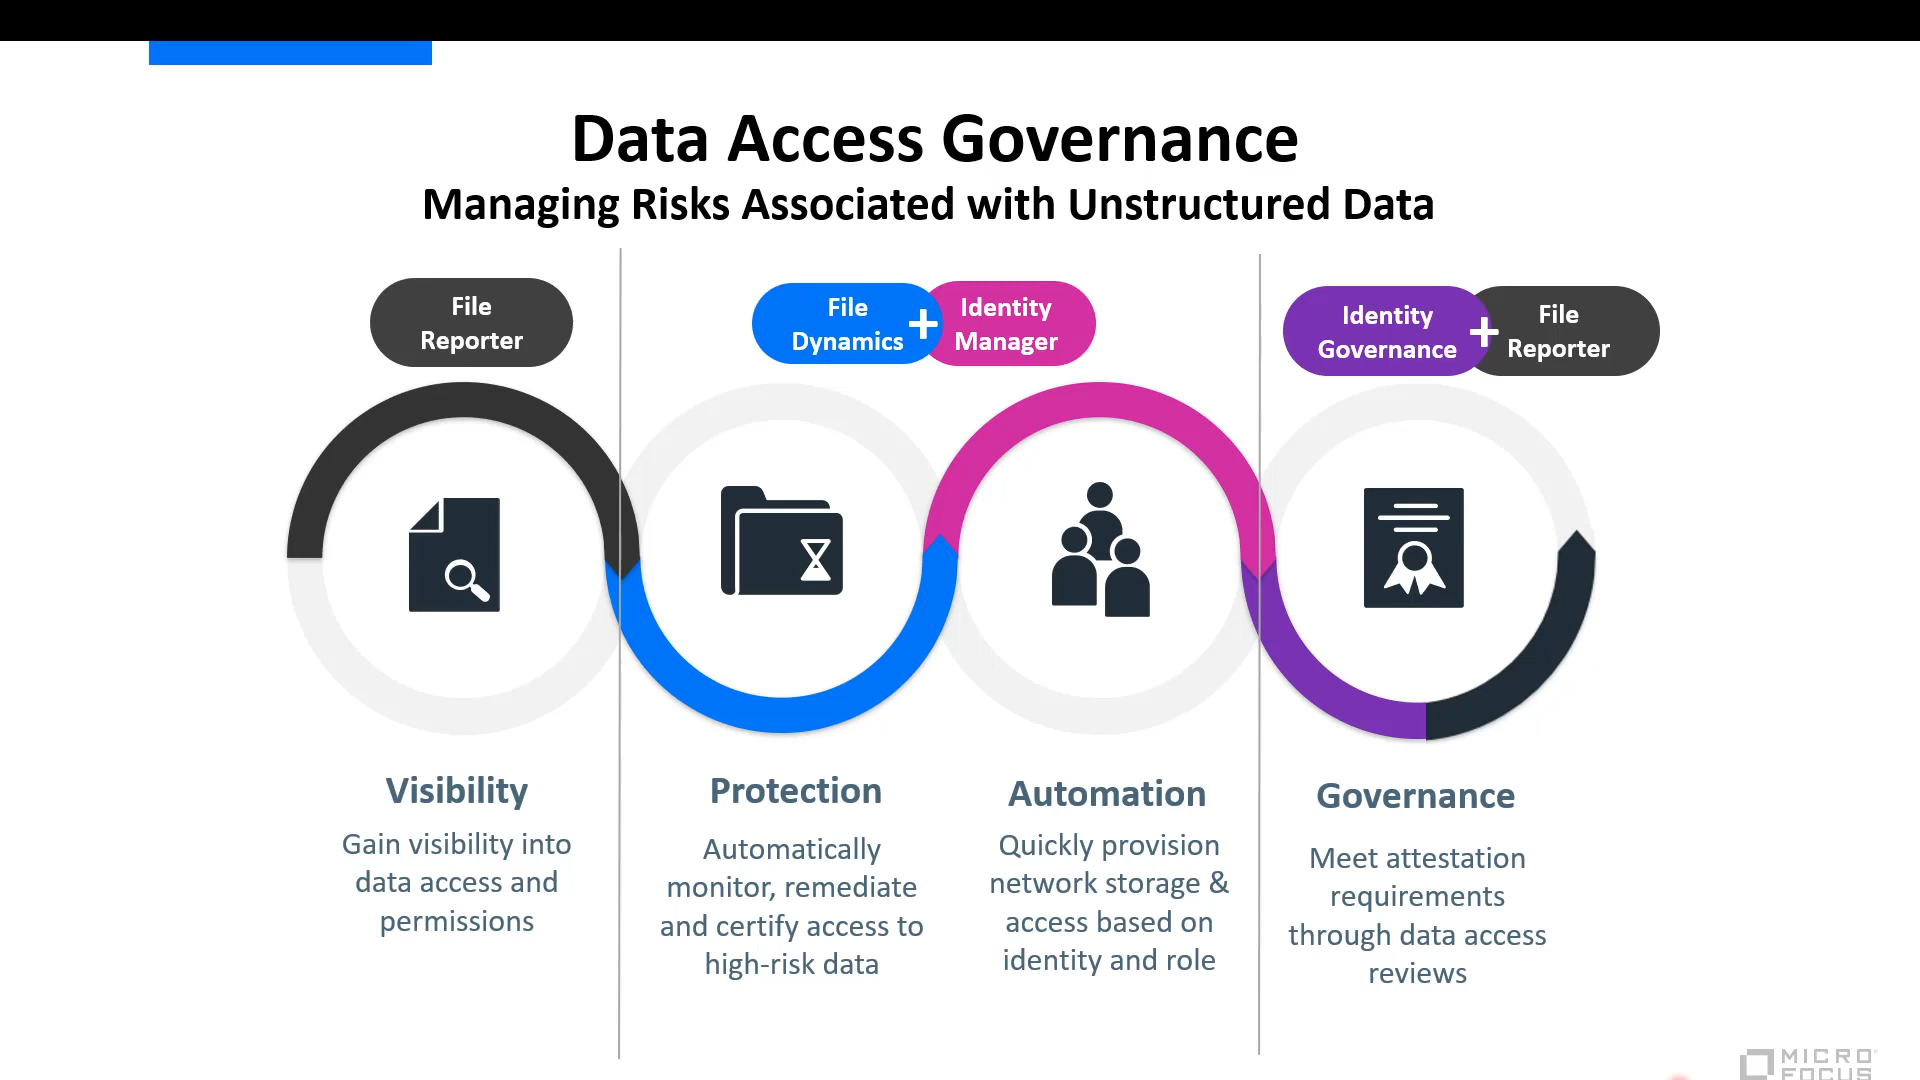 Data Access Governance
Managing Risks Associated with Unstructured Data
File
Reporter
File
Dynamics
+
Identity
Manager
Identity
Governance
+
File
Reporter
Visibility
Gain visibility into
data access and
permissions
Protection
Automatically
monitor, remediate
and certify access to
high-risk data
Automation
Quickly provision
network storage &
access based on
identity and role
Governance
Meet attestation
requirements
through data access
reviews
MICRO
FOCUS